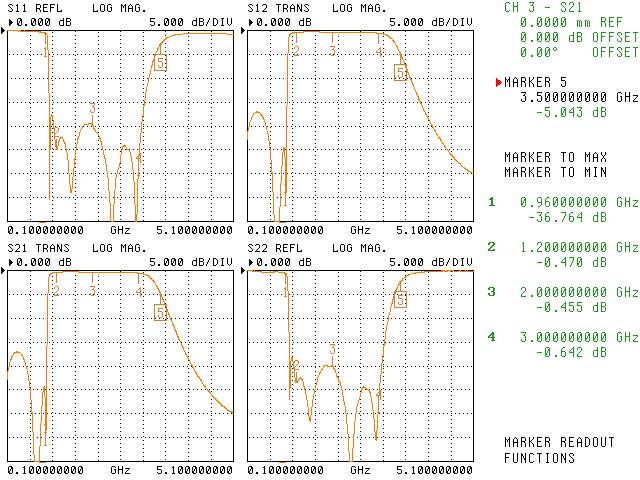 S11 REFL LOG MAG.
0.000 dB 5.000 dB/DIV
1
2
3
4
5
0.100000000 GHz 5.100000000
S12 TRANS LOG MAG.
0.000 dB 5.000 dB/DIV
1
2
3
4
5
0.100000000 GHz 5.100000000
S21 TRANS LOG MAG.
0.000 dB 5.000 dB/DIV
1
2
3
4
5
0.100000000 GHz 5.100000000
S22 REFL LOG MAG.
0.000 dB 5.000 dB/DIV
1
2
3
4
5
0.100000000 GHz 5.100000000
CH 3 - S21
0.0000 mm REF
0.000 dB OFFSET
0.00° OFFSET
MARKER 5
3.500000000 GHz
-5.043 dB
MARKER TO MAX
MARKER TO MIN
1 0.960000000 GHz
-36.764 dB
2 1.200000000 GHz
-0.470 dB
3 2.000000000 GHz
-0.455 dB
4 3.000000000 GHz
-0.642 dB
MARKER READOUT
FUNCTIONS